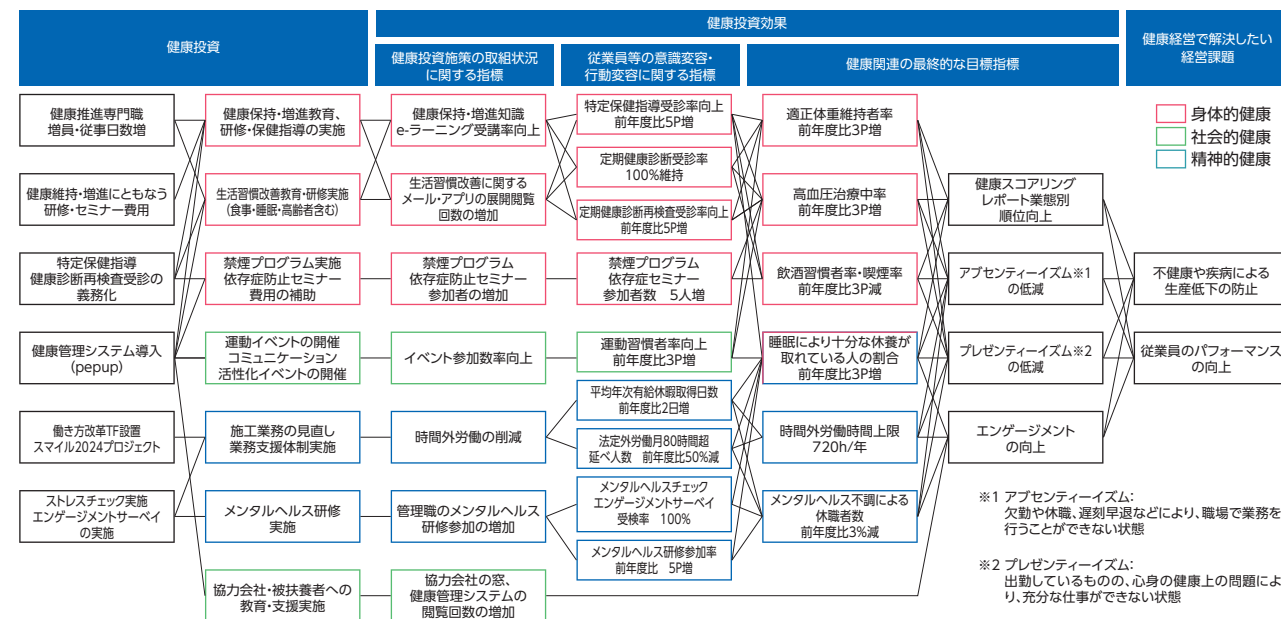 健康投資
健康投資効果
健康経営で解決したい
経営課題
健康投資施策の取組状況
に関する指標
従業員等の意識変容・
行動変容に関する指標
健康関連の最終的な目標指標
健康推進専門職
増員・従事日数増
健康維持・増進にともなう
研修・セミナー費用
特定保健指導
健康診断再検査受診の
義務化
健康管理システム導入
(pepup)
働き方改革TF設置
スマイル2024プロジェクト
ストレスチェック実施
エンゲージメントサーベイ
の実施
健康保持・増進教育、
研修・保健指導の実施
生活習慣改善教育・研修実施
(食事・睡眠・高齢者含む)
禁煙プログラム実施
依存症防止セミナー
費用の補助
運動イベントの開催
コミュニケーション
活性化イベントの開催
施工業務の見直し
業務支援体制実施
メンタルヘルス研修
実施
協力会社・被扶養者への
教育・支援実施
健康保持・増進知識
e-ラーニング受講率向上
生活習慣改善に関する
メール・アプリの展開閲覧
回数の増加
禁煙プログラム
依存症防止セミナー
参加者の増加
イベント参加数率向上
時間外労働の削減
管理職のメンタルヘルス
研修参加の増加
協力会社の窓、
健康管理システムの
閲覧回数の増加
特定保健指導受診率向上
前年度比5P増
定期健康診断受診率
100%維持
定期健康診断再検査受診率向上
前年度比5P増
禁煙プログラム
依存症セミナー
参加者数 5人増
運動習慣者率向上
前年度比3P増
平均年次有給休暇取得日数
前年度比2日増
法定外労働月80時間超
延べ人数 前年度比50%減
メンタルヘルスチェック
エンゲージメントサーベイ
受検率 100%
メンタルヘルス研修参加率
前年度比 5P増
適正体重維持者率
前年度比3P増
高血圧治療中率
前年度比3P増
飲酒習慣者率・喫煙率
前年度比3P減
睡眠により十分な休養が
取れている人の割合
前年度比3P増
時間外労働時間上限
720h/年
メンタルヘルス不調による
休職者数
前年度比3%減
健康スコアリング
レポート業態別
順位向上
アブセンティーイズム※1
の低減
プレゼンティーイズム※2
の低減
エンゲージメント
の向上
不健康や疾病による
生産低下の防止
従業員のパフォーマンス
の向上
身体的健康
社会的健康
精神的健康
※1 アブセンティーイズム:
欠勤や休職、遅刻早退などにより、職場で業務を
行うことができない状態
※2 プレゼンティーイズム:
出勤しているものの、心身の健康上の問題によ
り、充分な仕事ができない状態